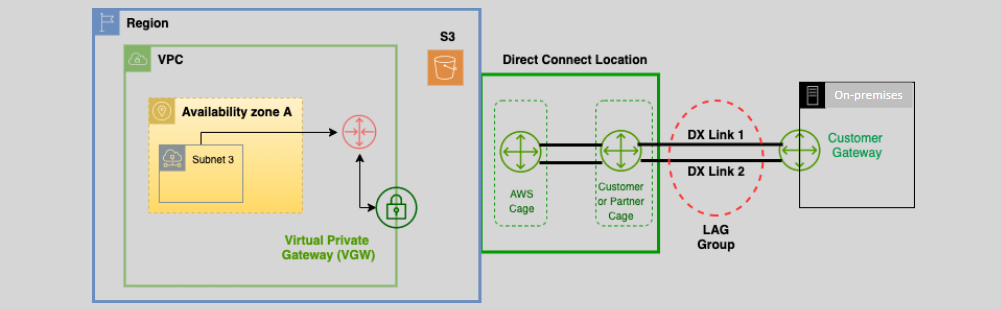 Region
S3
VPC
Direct Connect Location
On-premises
Availability zone A
DX Link 1
Customer
Gateway
Subnet 3
DX Link 2
AWS
Cage
Customer
or Partner
Cage
Virtual Private
Gateway (VGW)
LAG
Group